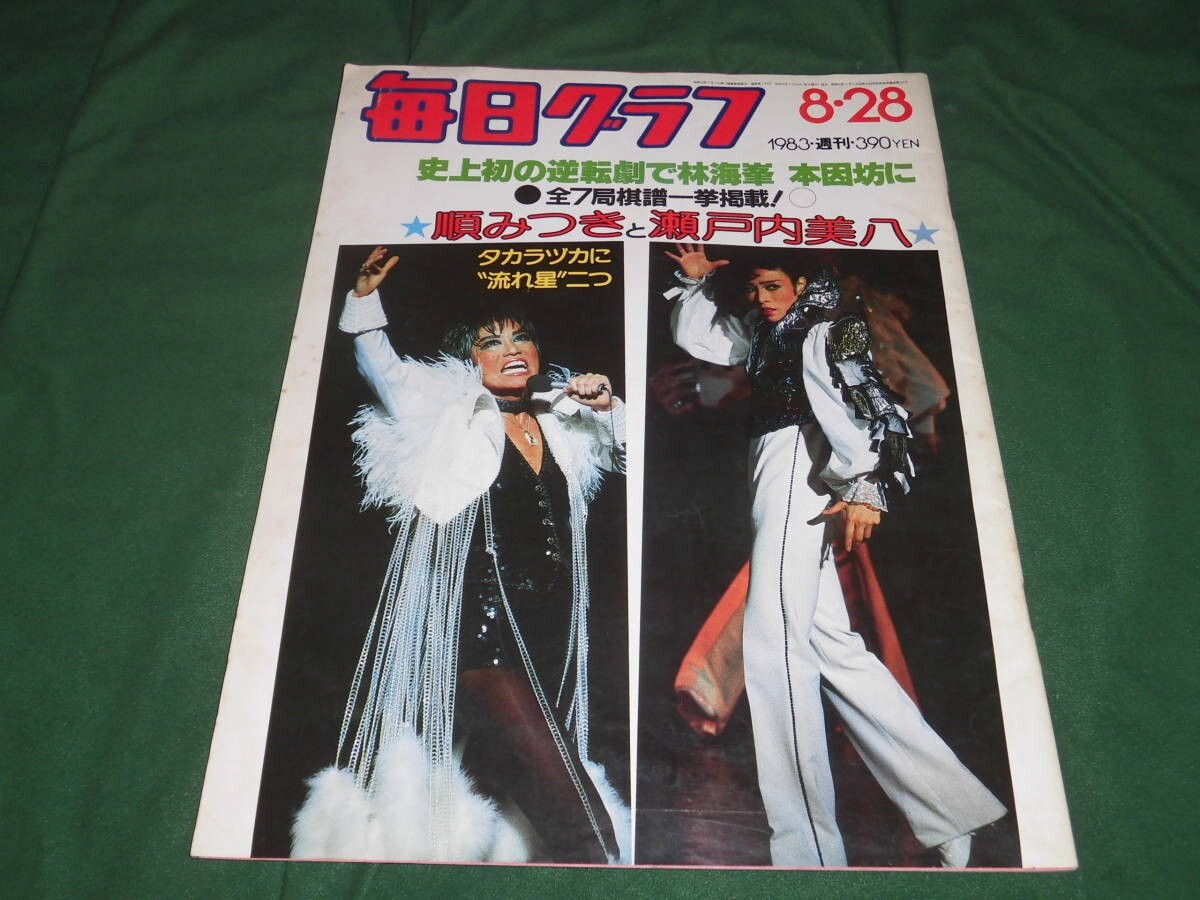 毎日グラフ
8・28
1983・週刊・390YEN
史上初の逆転劇で林海峯 本因坊に
●全7局棋譜一挙掲載!○
★順みつきと瀬戸内美八★
タカラヅカに
"流れ星"二つ